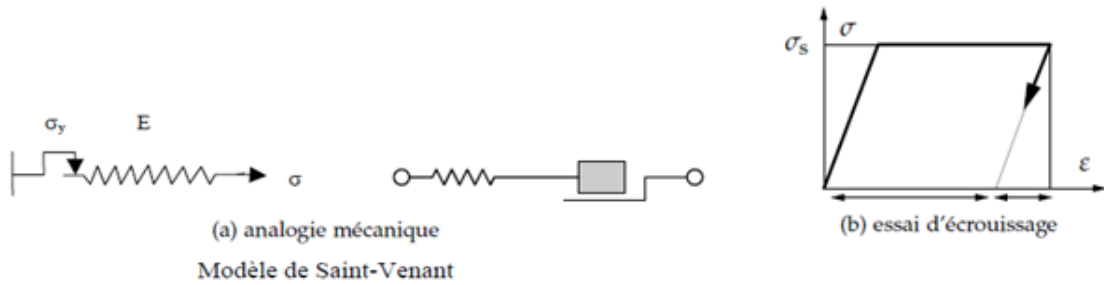 σy E
σ
(a) analogie mécanique
Modèle de Saint-Venant
σs σ
ε
(b) essai d'écrouissage